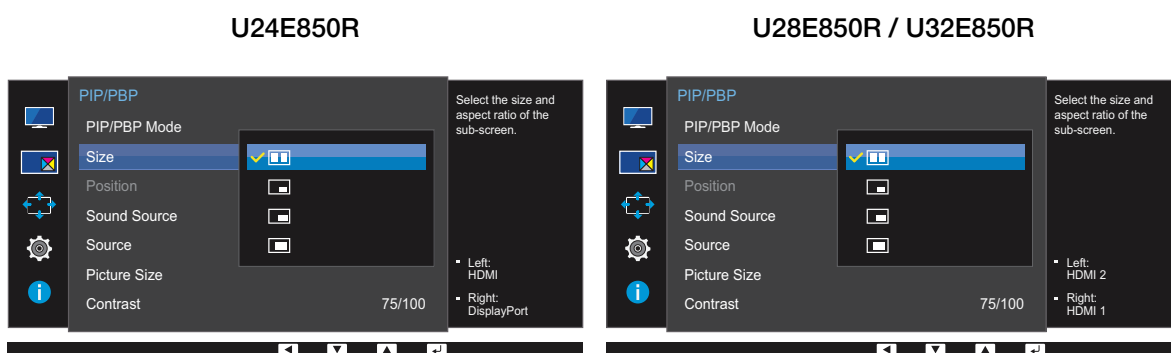 U24E850R
PIP/PBP
PIP/PBP Mode
Size
Position
Sound Source
Source
Picture Size
Contrast 75/100
Select the size and
aspect ratio of the
sub-screen.
Left:
HDMI
Right:
DisplayPort
U28E850R / U32E850R
PIP/PBP
PIP/PBP Mode
Size
Position
Sound Source
Source
Picture Size
Contrast 75/100
Select the size and
aspect ratio of the
sub-screen.
Left:
HDMI 2
Right:
HDMI 1